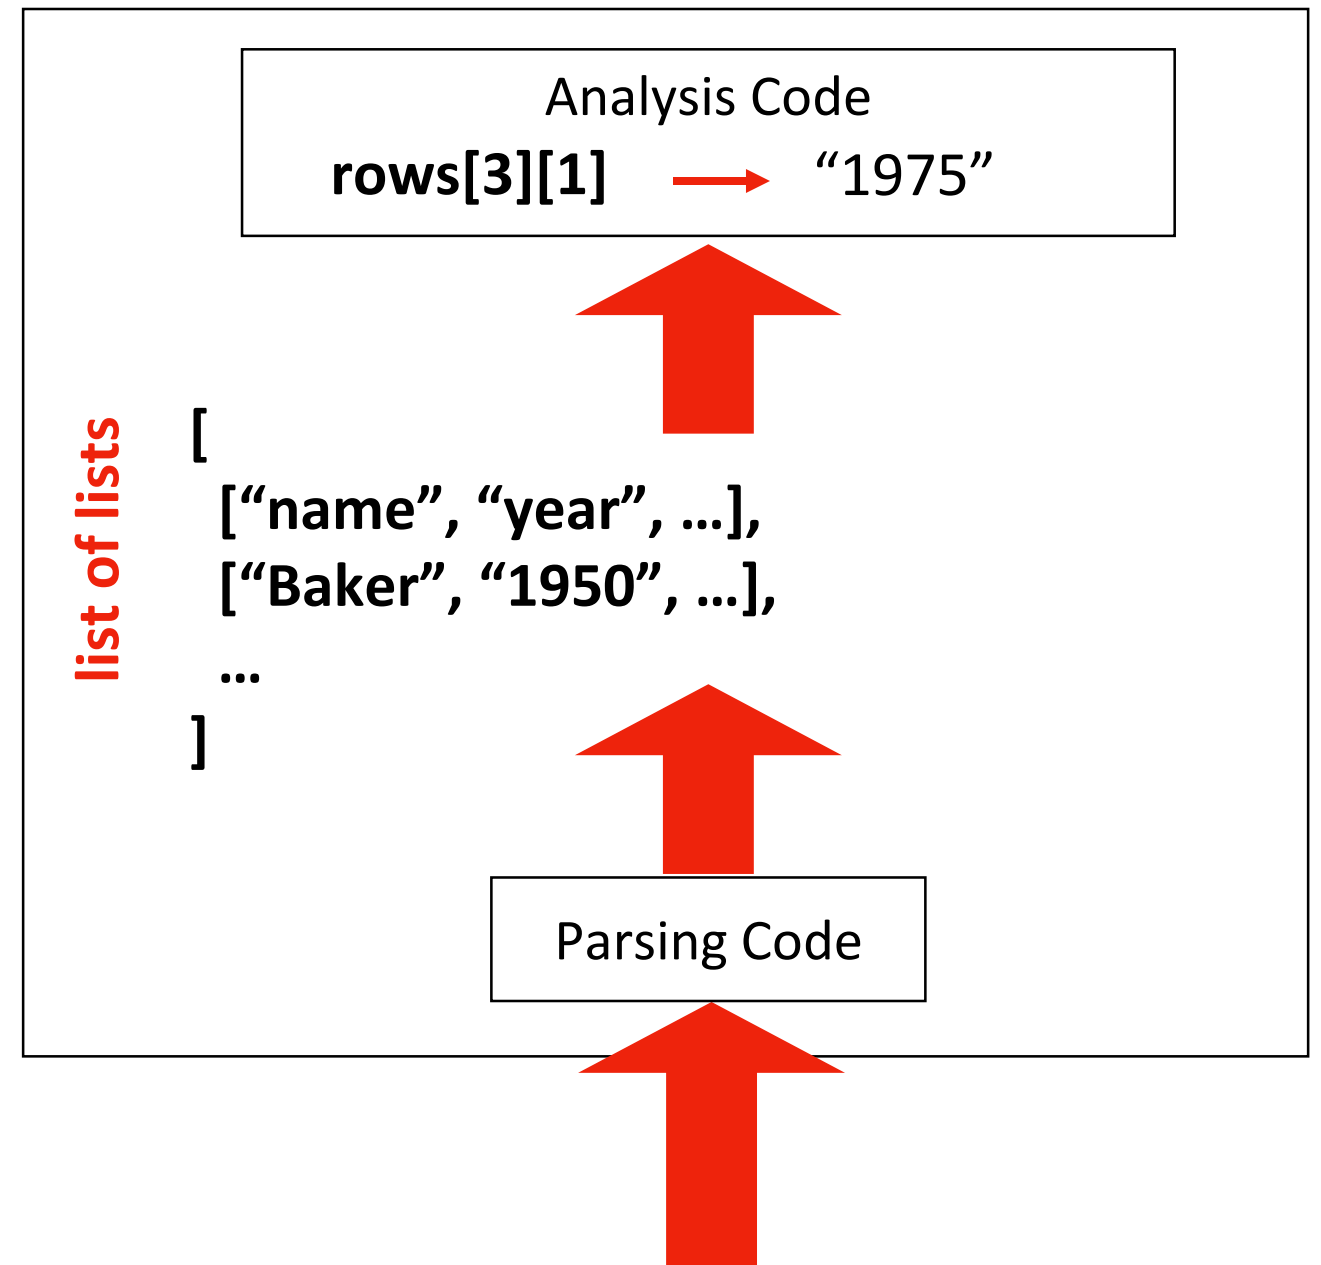 Analysis Code
rows[3][1] “1975”
list of lists
[
[“name”, “year”, …],
[“Baker”, “1950”, …],
…
]
Parsing Code